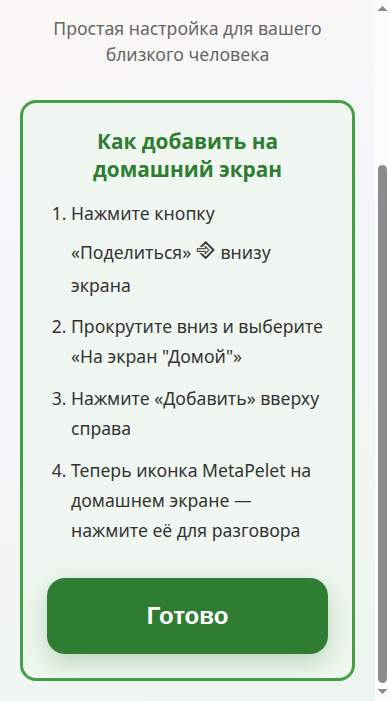 Простая настройка для вашего
близкого человека
Как добавить на
домашний экран
1. Нажмите кнопку
«Поделиться» внизу
экрана
2. Прокрутите вниз и выберите
«На экран "Домой"»
3. Нажмите «Добавить» вверху
справа
4. Теперь иконка MetaPelet на
домашнем экране —
нажмите её для разговора
Готово